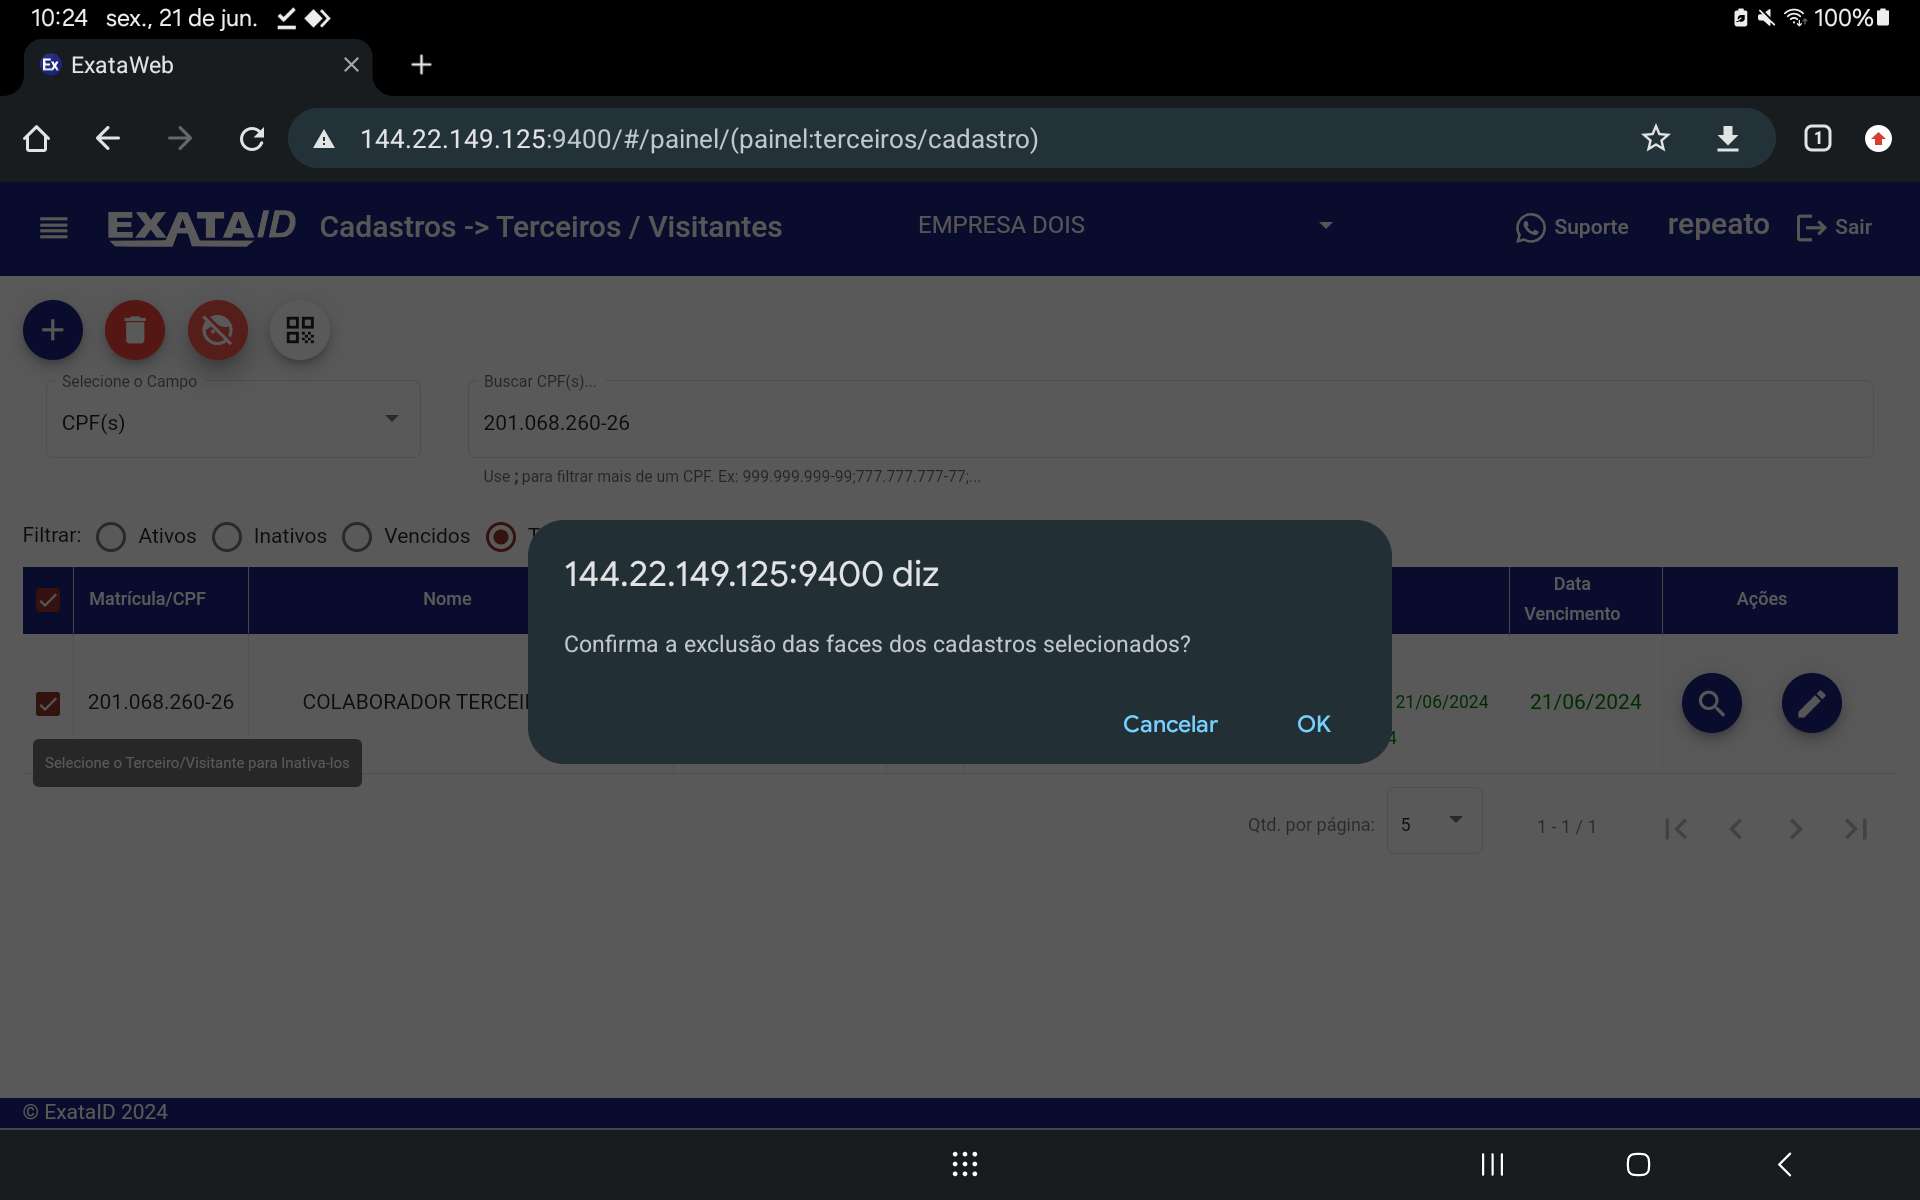 10:24 sex., 21 de jun. 100%
Ex ExataWeb
144.22.149.125:9400/#/painel/(painel:terceiros/cadastro) 1
EXATAID Cadastros -> Terceiros / Visitantes EMPRESA DOIS Suporte repeato Sair
Selecione o Campo Buscar CPF(s)...
CPF(s) 201.068.260-26
Use ; para filtrar mais de um CPF. Ex: 999.999.999-99;777.777.777-77;...
Filtrar: Ativos Inativos Vencidos T
144.22.149.125:9400 diz
Matrícula/CPF Nome Data Vencimento Ações
Confirma a exclusão das faces dos cadastros selecionados?
201.068.260-26 COLABORADOR TERCEI 21/06/2024 21/06/2024
Cancelar OK
4
Selecione o Terceiro/Visitante para Inativa-los
Qtd. por página: 5 1 - 1 / 1
© ExataID 2024